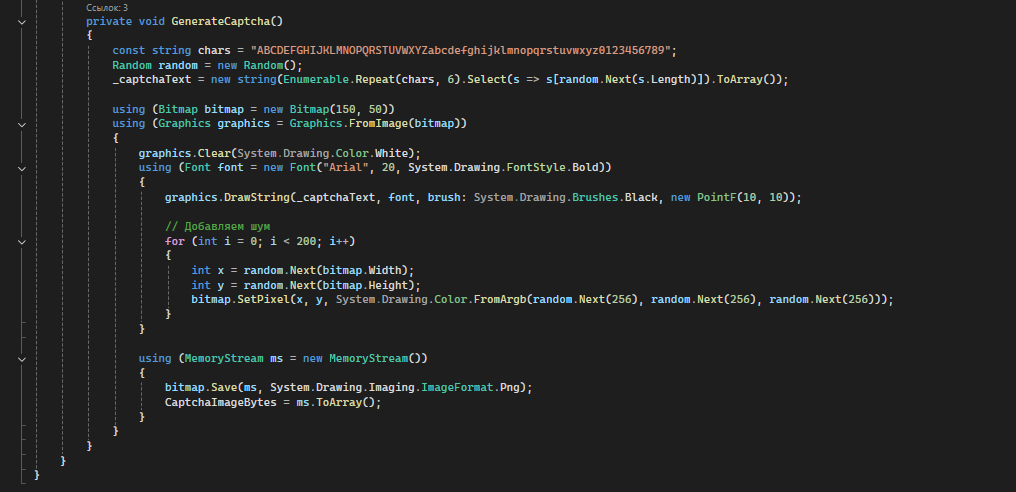 Ссылок: 3
private void GenerateCaptcha()
{
const string chars = "ABCDEFGHIJKLMNOPQRSTUVWXYZabcdefghijklmnopqrstuvwxyz0123456789";
Random random = new Random();
_captchaText = new string(Enumerable.Repeat(chars, 6).Select(s => s[random.Next(s.Length)]).ToArray());
using (Bitmap bitmap = new Bitmap(150, 50))
using (Graphics graphics = Graphics.FromImage(bitmap))
{
graphics.Clear(System.Drawing.Color.White);
using (Font font = new Font("Arial", 20, System.Drawing.FontStyle.Bold))
{
graphics.DrawString(_captchaText, font, brush: System.Drawing.Brushes.Black, new PointF(10, 10));
// Добавляем шум
for (int i = 0; i < 200; i++)
{
int x = random.Next(bitmap.Width);
int y = random.Next(bitmap.Height);
bitmap.SetPixel(x, y, System.Drawing.Color.FromArgb(random.Next(256), random.Next(256), random.Next(256)));
}
}
using (MemoryStream ms = new MemoryStream())
{
bitmap.Save(ms, System.Drawing.Imaging.ImageFormat.Png);
CaptchaImageBytes = ms.ToArray();
}
}
}
}
}